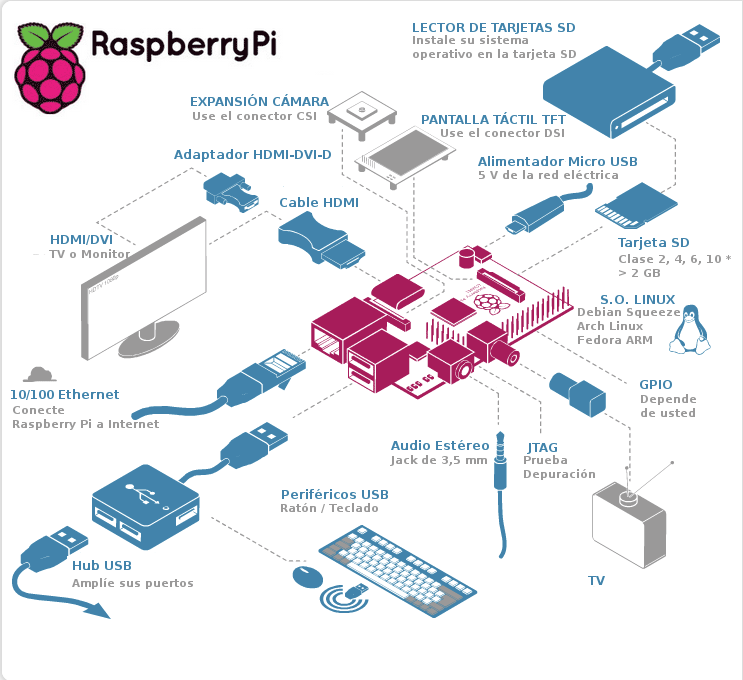 RaspberryPi
LECTOR DE TARJETAS SD
Instale su sistema
operativo en la tarjeta SD
EXPANSIÓN CÁMARA
Use el conector CSI
PANTALLA TÁCTIL TFT
Use el conector DSI
Adaptador HDMI-DVI-D
Alimentador Micro USB
5 V de la red eléctrica
Cable HDMI
HDMI/DVI
TV o Monitor
HDTV 1080p
Tarjeta SD
Clase 2, 4, 6, 10 *
> 2 GB
S.O. LINUX
Debian Squeeze
Arch Linux
Fedora ARM
10/100 Ethernet
Conecte
Raspberry Pi a Internet
GPIO
Depende
de usted
Audio Estéreo
Jack de 3,5 mm
JTAG
Prueba
Depuración
Periféricos USB
Ratón / Teclado
Hub USB
Amplíe sus puertos
TV